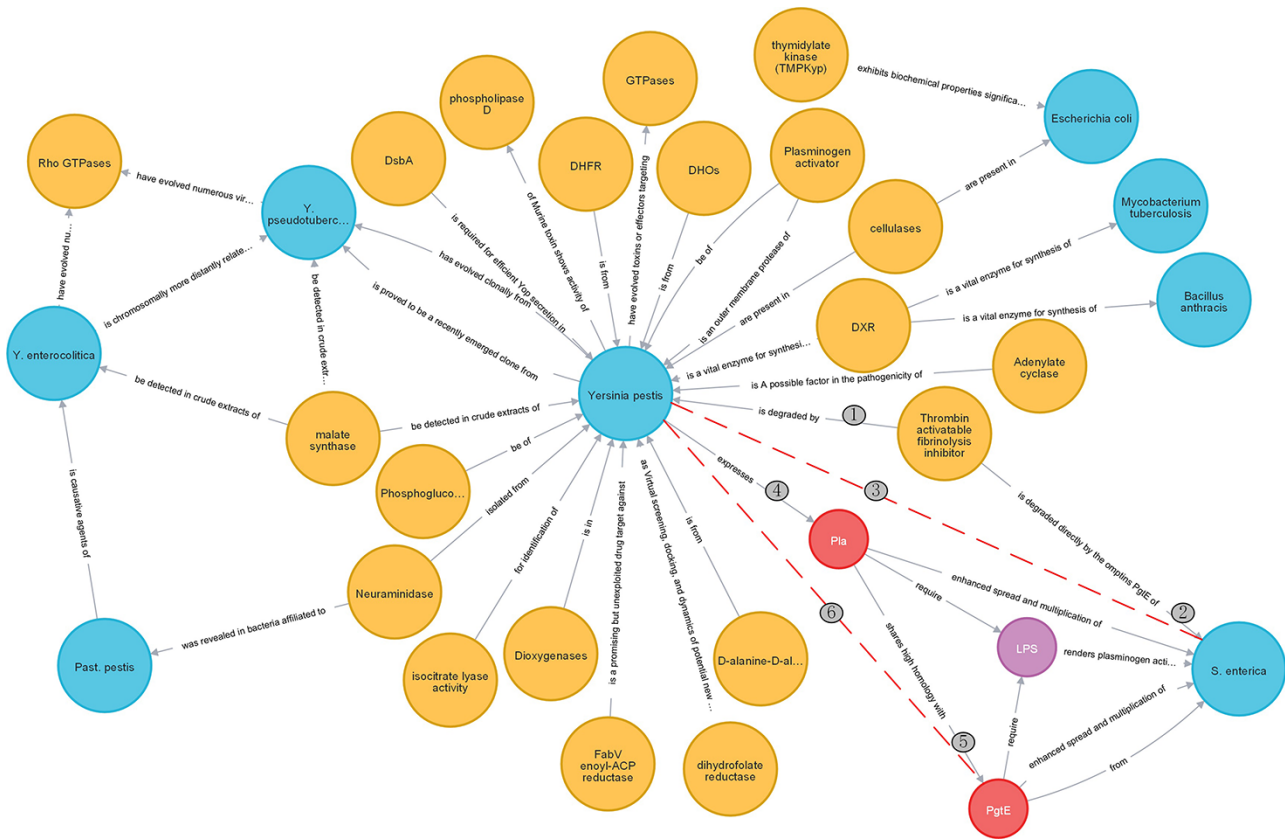 thymidylate
kinase
(TMPKyp)
exhibits biochemical properties significa...
Escherichia coli
GTPases
phospholipase
D
Rho GTPases
have evolved numerous vir...
DsbA
DHFR
DHOs
Plasminogen
activator
are present in
Y.
pseudotuberc...
cellulases
Mycobacterium
tuberculosis
have evolved nu...
is chromosomally more distantly relate...
be detected in crude extr...
has evolved clonally from
is required for efficient Yop secretion in
of Murine toxin shows activity of
is from
have evolved toxins or effectors targeting
is from
be of
is an outer membrane protease of
are present in
is a vital enzyme for synthesis of
is proved to be a recently emerged clone from
DXR
is a vital enzyme for synthesis of
Bacillus
anthracis
Y. enterocolitica
Yersinia pestis
is a vital enzyme for synthesi...
is A possible factor in the pathogenicity of
Adenylate
cyclase
be detected in crude extracts of
malate
synthase
be detected in crude extracts of
is degraded by
1
Thrombin
activatable
fibrinolysis
inhibitor
Phosphogluco...
be of
expresses
4
3
is causative agents of
isolated from
for identification of
is in
is a promising but unexploited drug target against
as Virtual screening, docking, and dynamics of potential new ...
is from
is degraded directly by the omptins PgtE of
2
Pla
Neuraminidase
was revealed in bacteria affiliated to
6
enhanced spread and multiplication of
require
shares high homology with
Past. pestis
isocitrate lyase
activity
Dioxygenases
D-alanine-D-al...
LPS
renders plasminogen acti...
S. enterica
5
require
enhanced spread and multiplication of
from
FabV
enoyl-ACP
reductase
dihydrofolate
reductase
PgtE